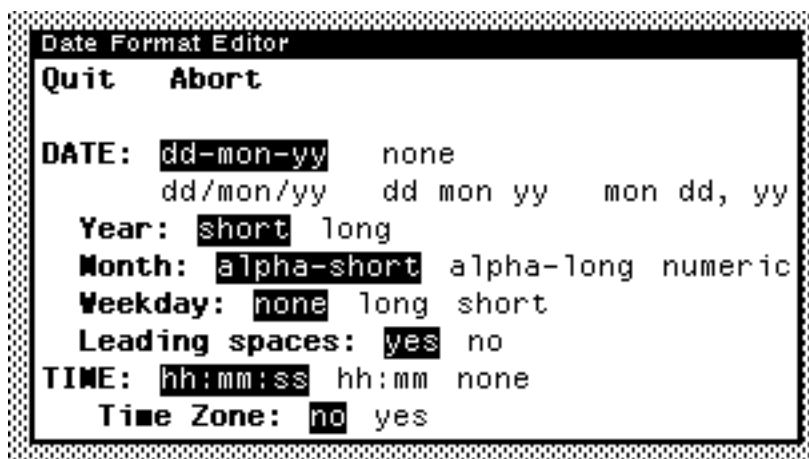 Date Format Editor
Quit Abort
DATE: dd-mon-yy none
dd/mon/yy dd mon yy mon dd, yy
Year: short long
Month: alpha-short alpha-long numeric
Weekday: none long short
Leading spaces: yes no
TIME: hh:mm:ss hh:mm none
Time Zone: no yes